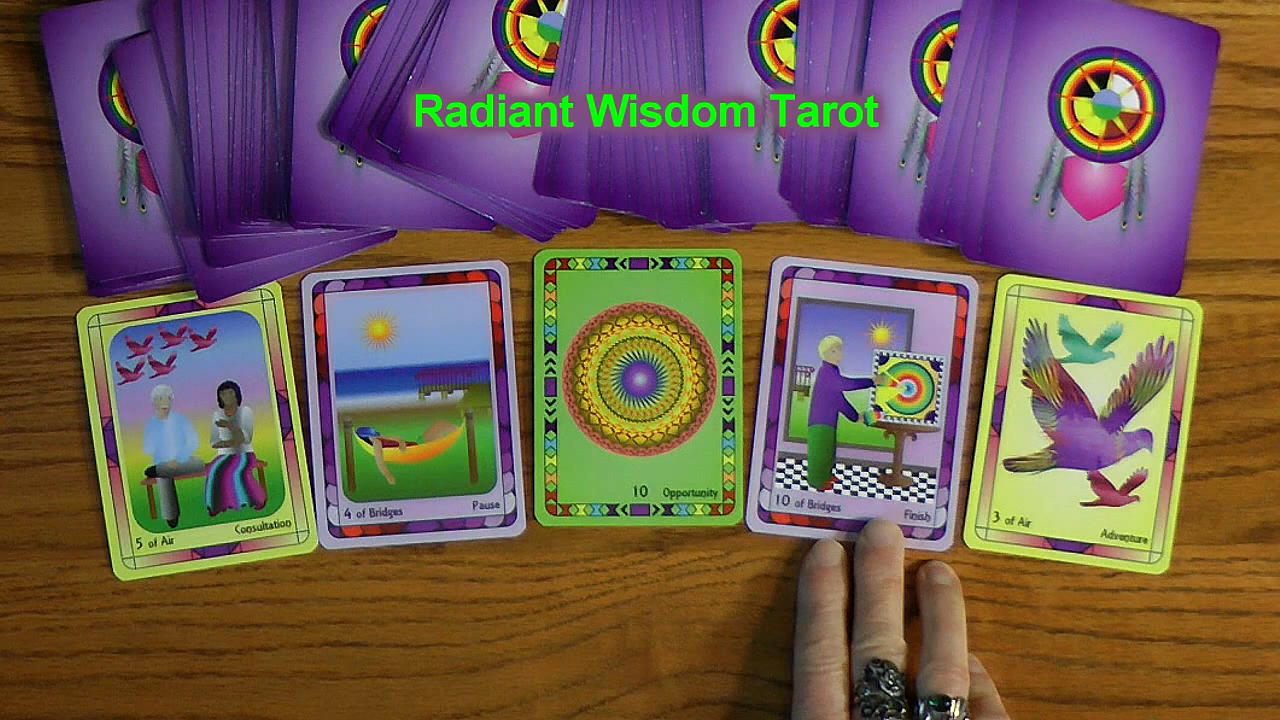 Radiant Wisdom Tarot
5 of Air
Consultation
4 of Bridges
Pause
10 Opportunity
10 of Bridges
Finish
3 of Air
Adventure